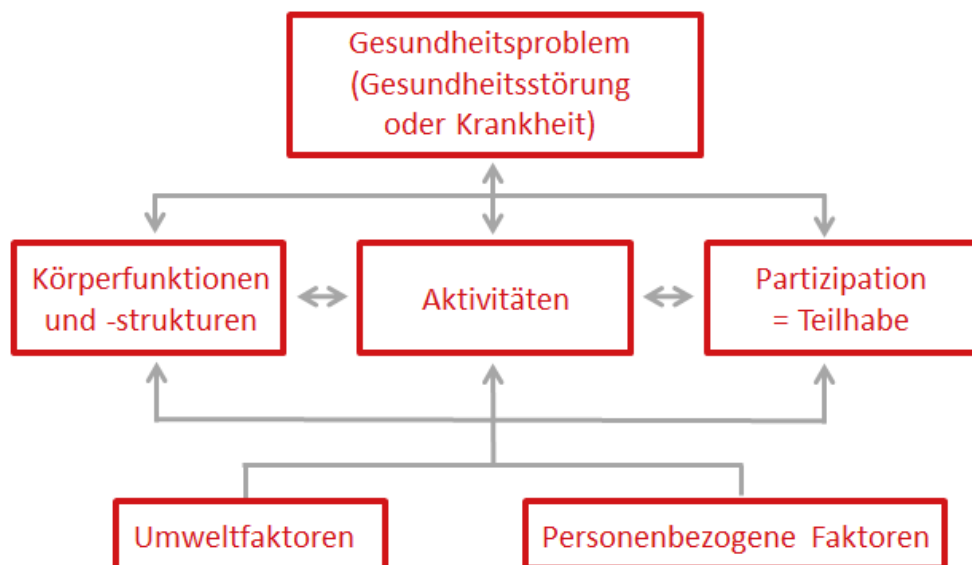 Gesundheitsproblem
(Gesundheitsstörung
oder Krankheit)
Körperfunktionen
und -strukturen
Aktivitäten
Partizipation
= Teilhabe
Umweltfaktoren
Personenbezogene Faktoren